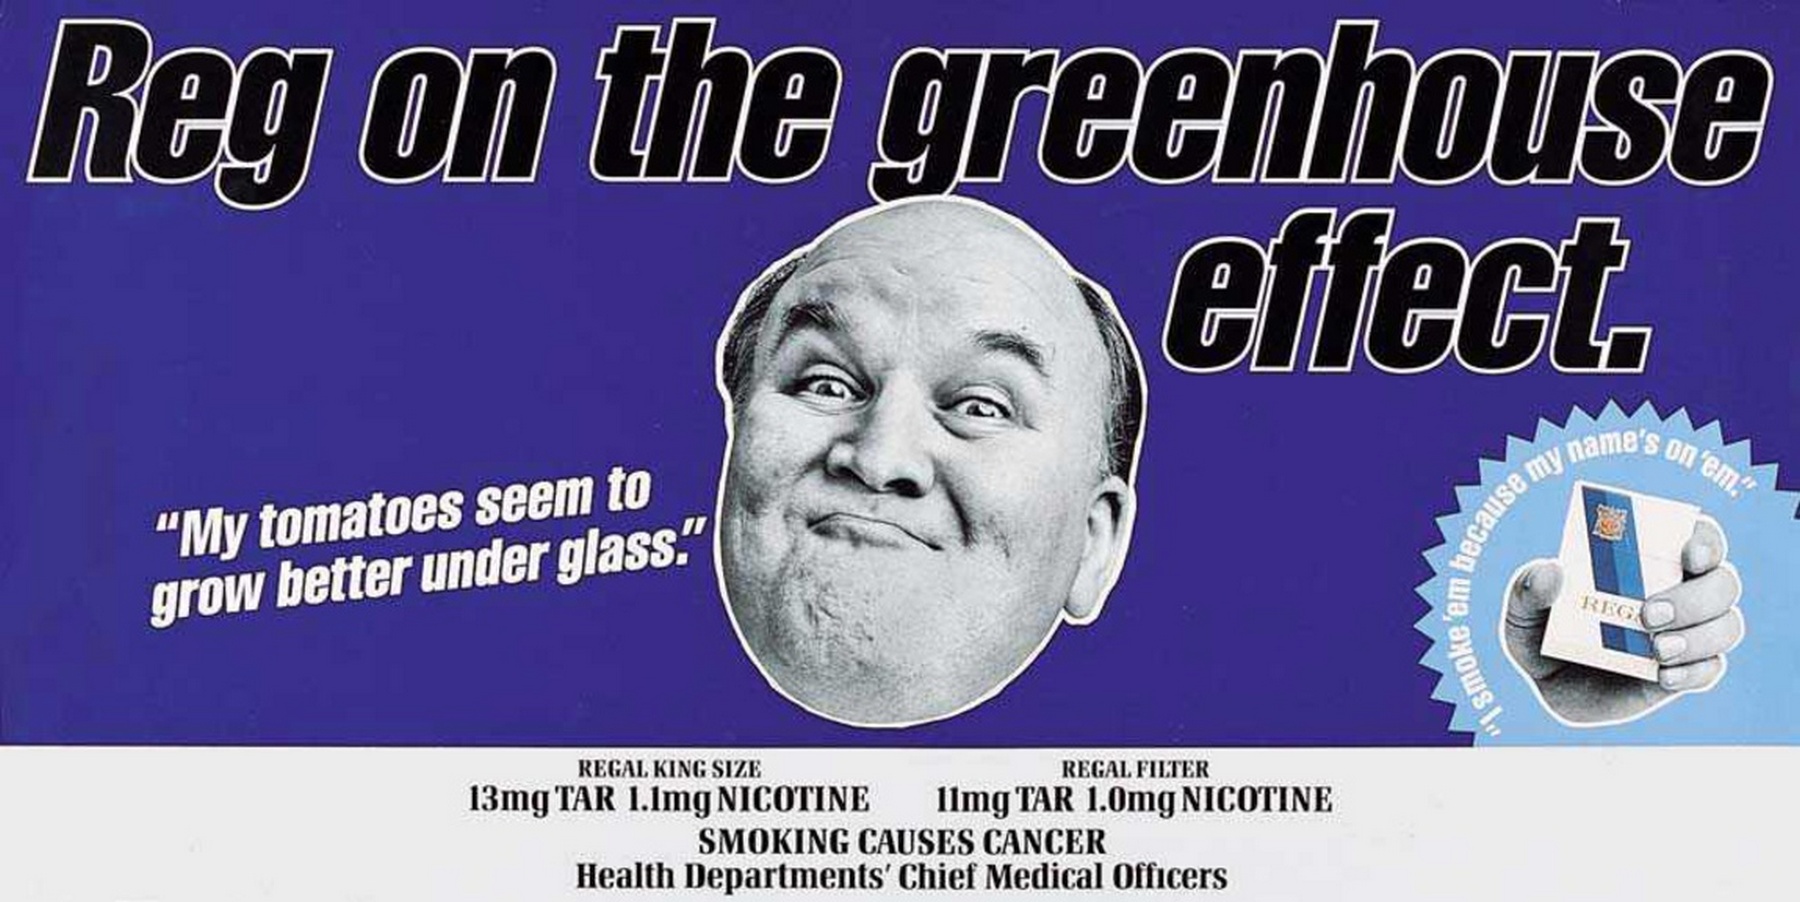 Reg on the greenhouse
effect.
“My tomatoes seem to
grow better under glass.”
“I smoke 'em because my name's on 'em.”
REGA
REGAL KING SIZE
13mg TAR 1.1mg NICOTINE
REGAL FILTER
11mg TAR 1.0mg NICOTINE
SMOKING CAUSES CANCER
Health Departments' Chief Medical Officers